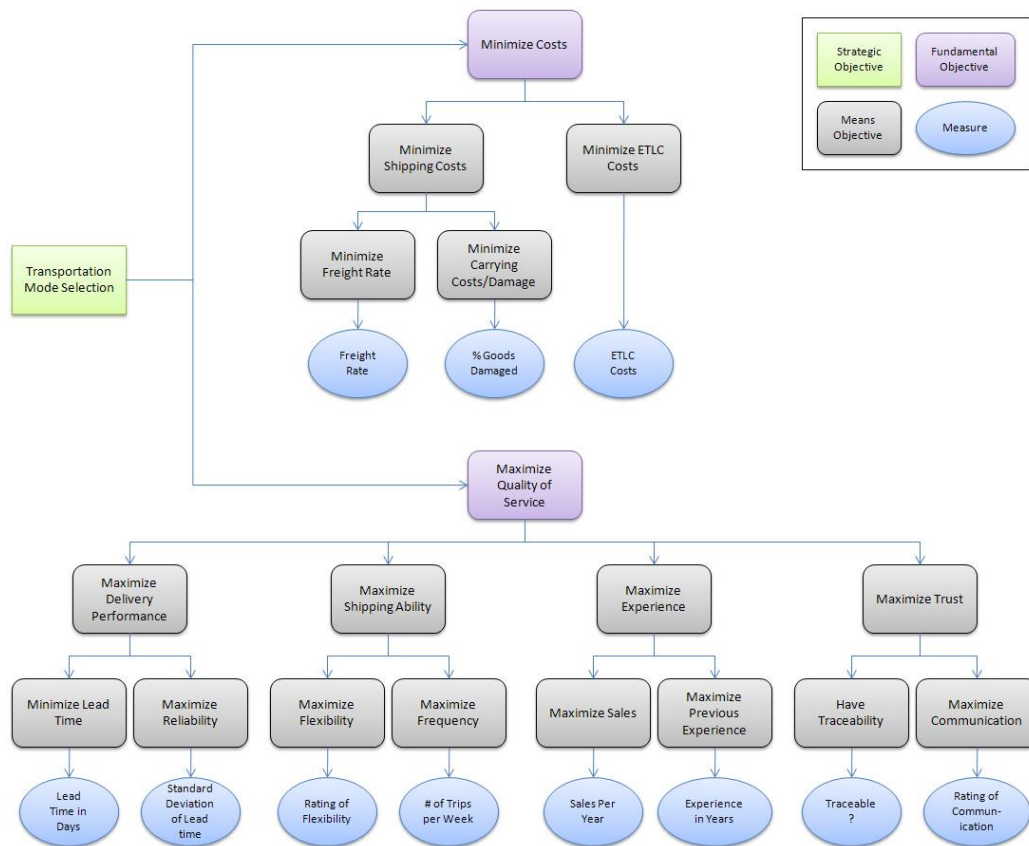 Minimize Costs
Strategic
Objective
Fundamental
Objective
Means
Objective
Measure
Minimize
Shipping Costs
Minimize ETLC
Costs
Minimize
Freight Rate
Minimize
Carrying
Costs/Damage
Transportation
Mode Selection
Freight
Rate
% Goods
Damaged
ETLC
Costs
Maximize
Quality of
Service
Maximize
Delivery
Performance
Maximize
Shipping Ability
Maximize
Experience
Maximize Trust
Minimize Lead
Time
Maximize
Reliability
Maximize
Flexibility
Maximize
Frequency
Maximize Sales
Maximize
Previous
Experience
Have
Traceability
Maximize
Communication
Lead
Time in
Days
Standard
Deviation
of Lead
time
Rating of
Flexibility
# of Trips
per Week
Sales Per
Year
Experience
in Years
Traceable
?
Rating of
Commun-
ication